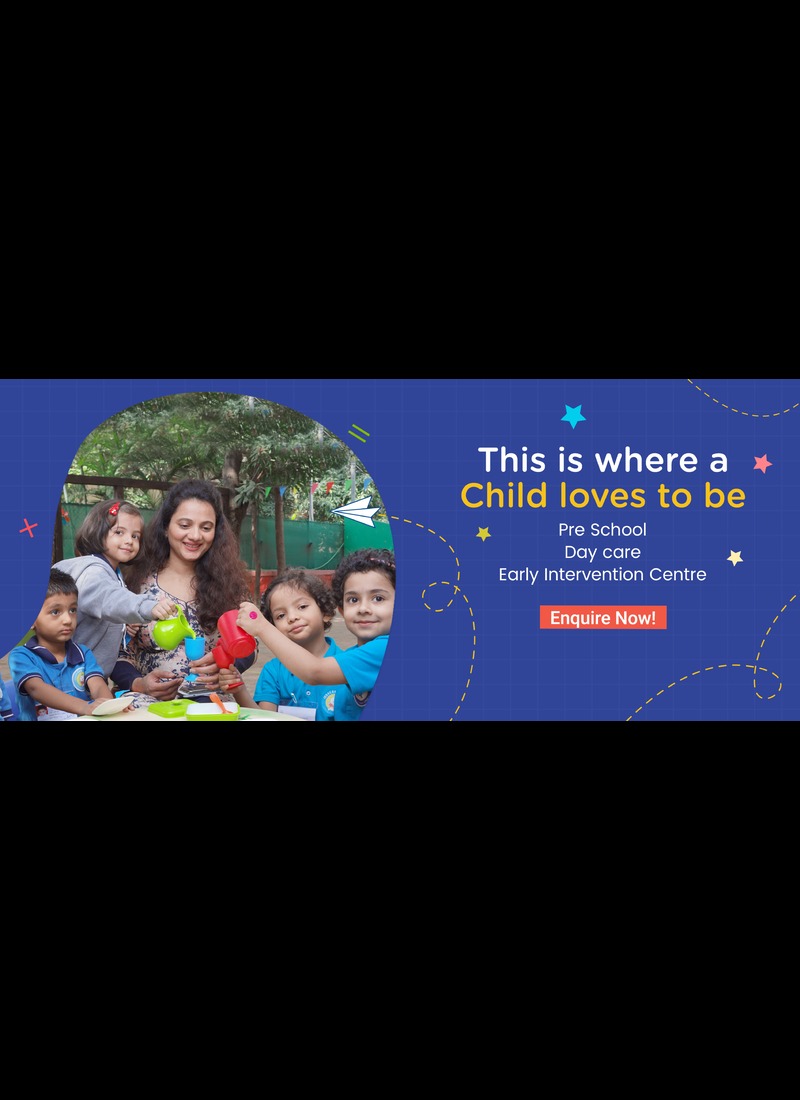 This is where a
Child loves to be
Pre School
Day care
Early Intervention Centre
Enquire Now!